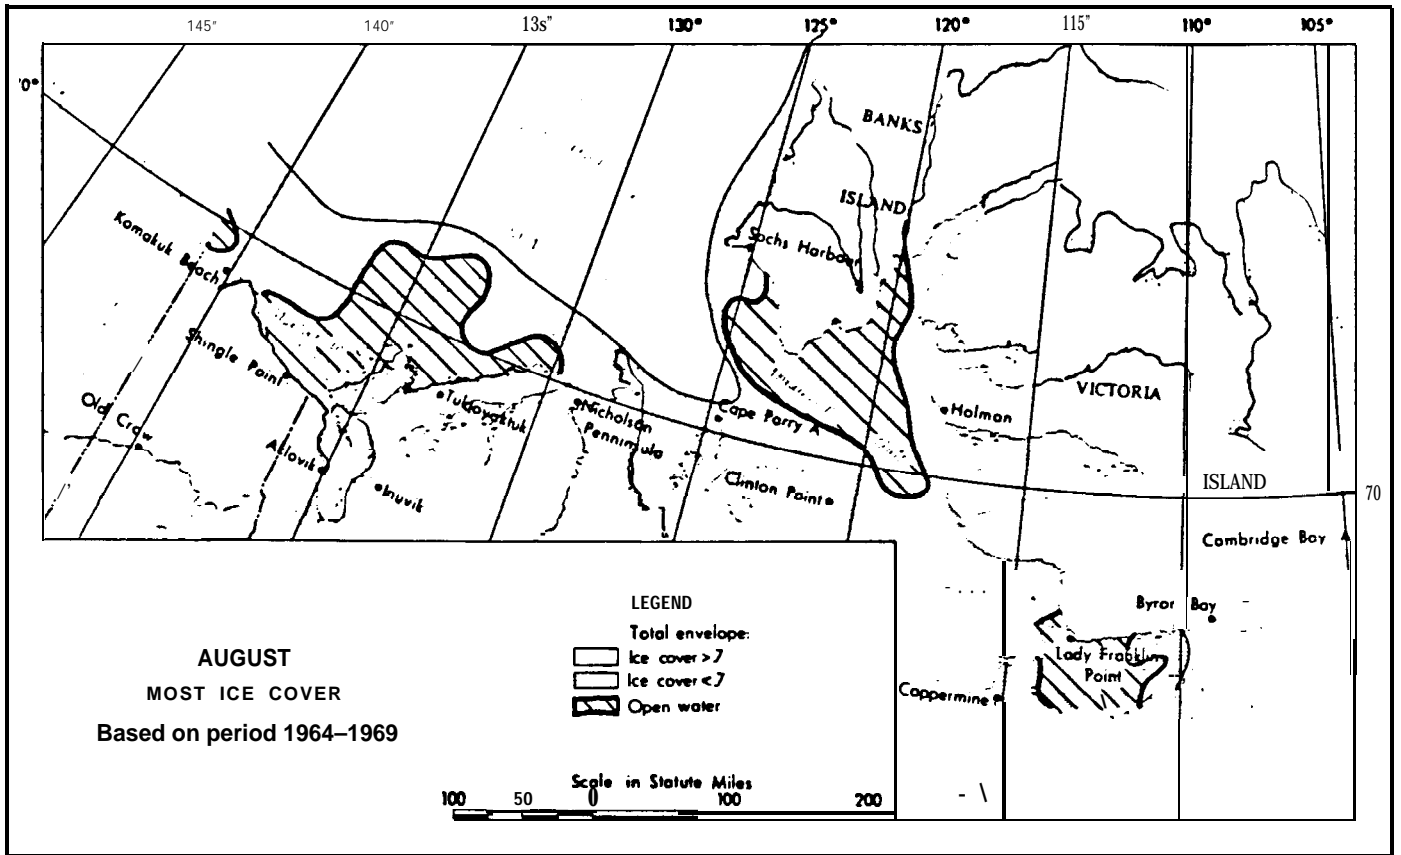 145" 140" 13s" 130° 125° 120° 115" 110° 105°
'0°
BANKS
ISLAND
Komakuk Beach
Sachs Harbour
Shingle Point
VICTORIA
Old Crow
Tuktoyaktuk
Nicholson
Peninsula
Cape Parry A
Holman
Aklavik
Inuvik
Clinton Point
ISLAND
70
Cambridge Bay
Byron Bay
Lady Franklin
Point
Coppermine
LEGEND
Total envelope:
Ice cover >7
Ice cover <7
Open water
AUGUST
MOST ICE COVER
Based on period 1964–1969
Scale in Statute Miles
100 50 0 100 200